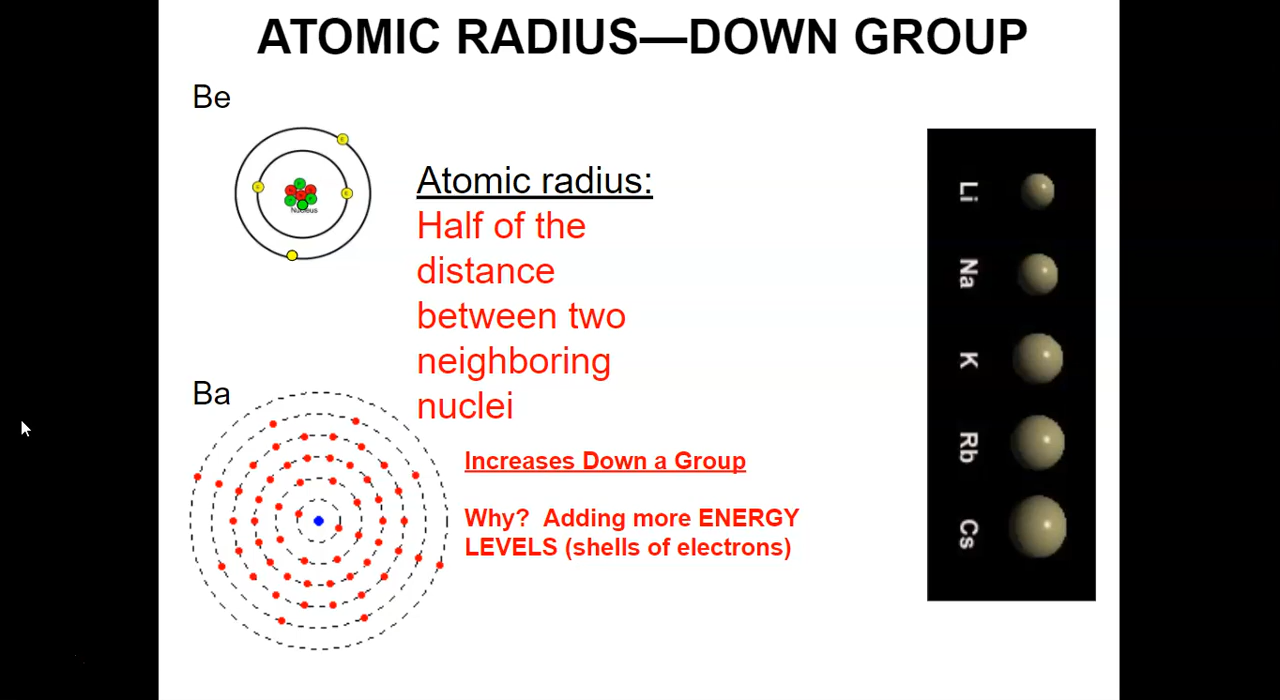 ATOMIC RADIUS—DOWN GROUP
Be
Nucleus
Atomic radius:
Half of the
distance
between two
neighboring
nuclei
Ba
Increases Down a Group
Why? Adding more ENERGY
LEVELS (shells of electrons)
Li
Na
K
Rb
Cs